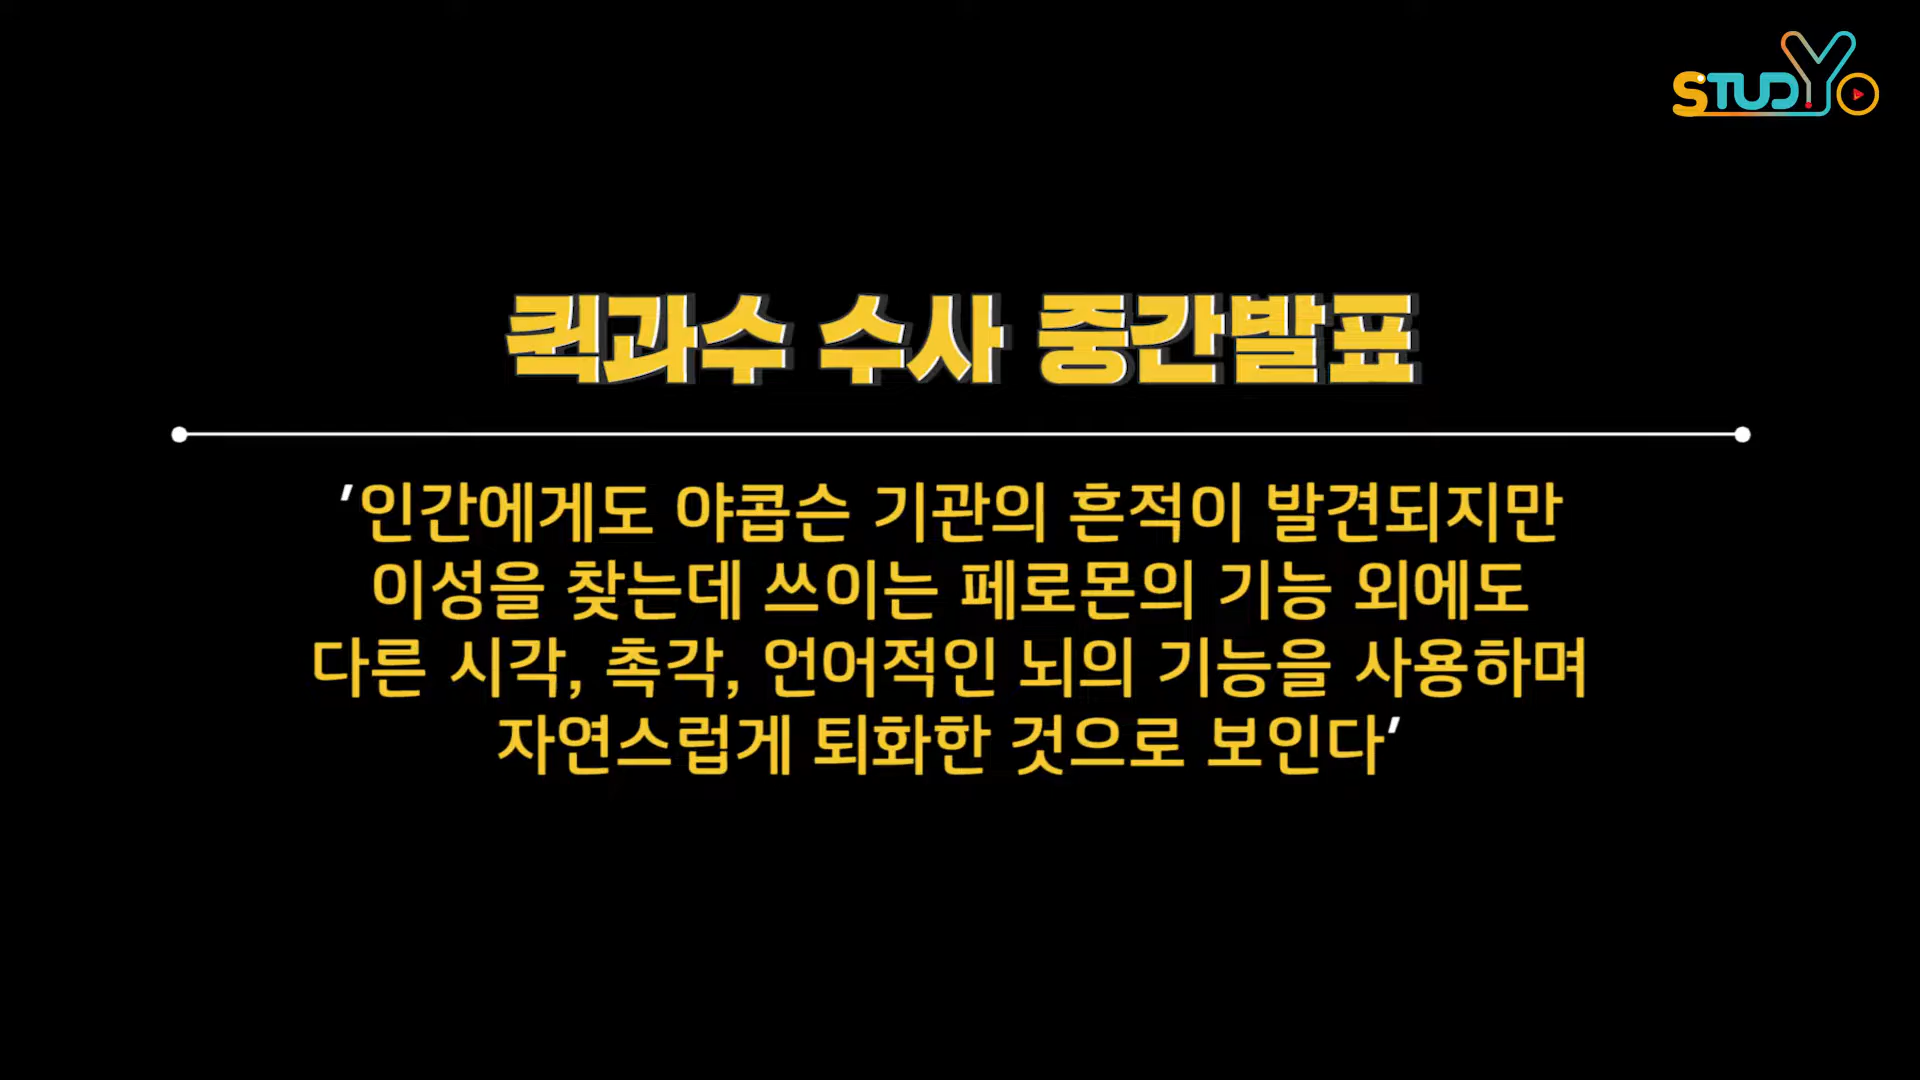 STUDYO
퀵과수 수사 중간발표
'인간에게도 야콥슨 기관의 흔적이 발견되지만
이성을 찾는데 쓰이는 페로몬의 기능 외에도
다른 시각, 촉각, 언어적인 뇌의 기능을 사용하며
자연스럽게 퇴화한 것으로 보인다'